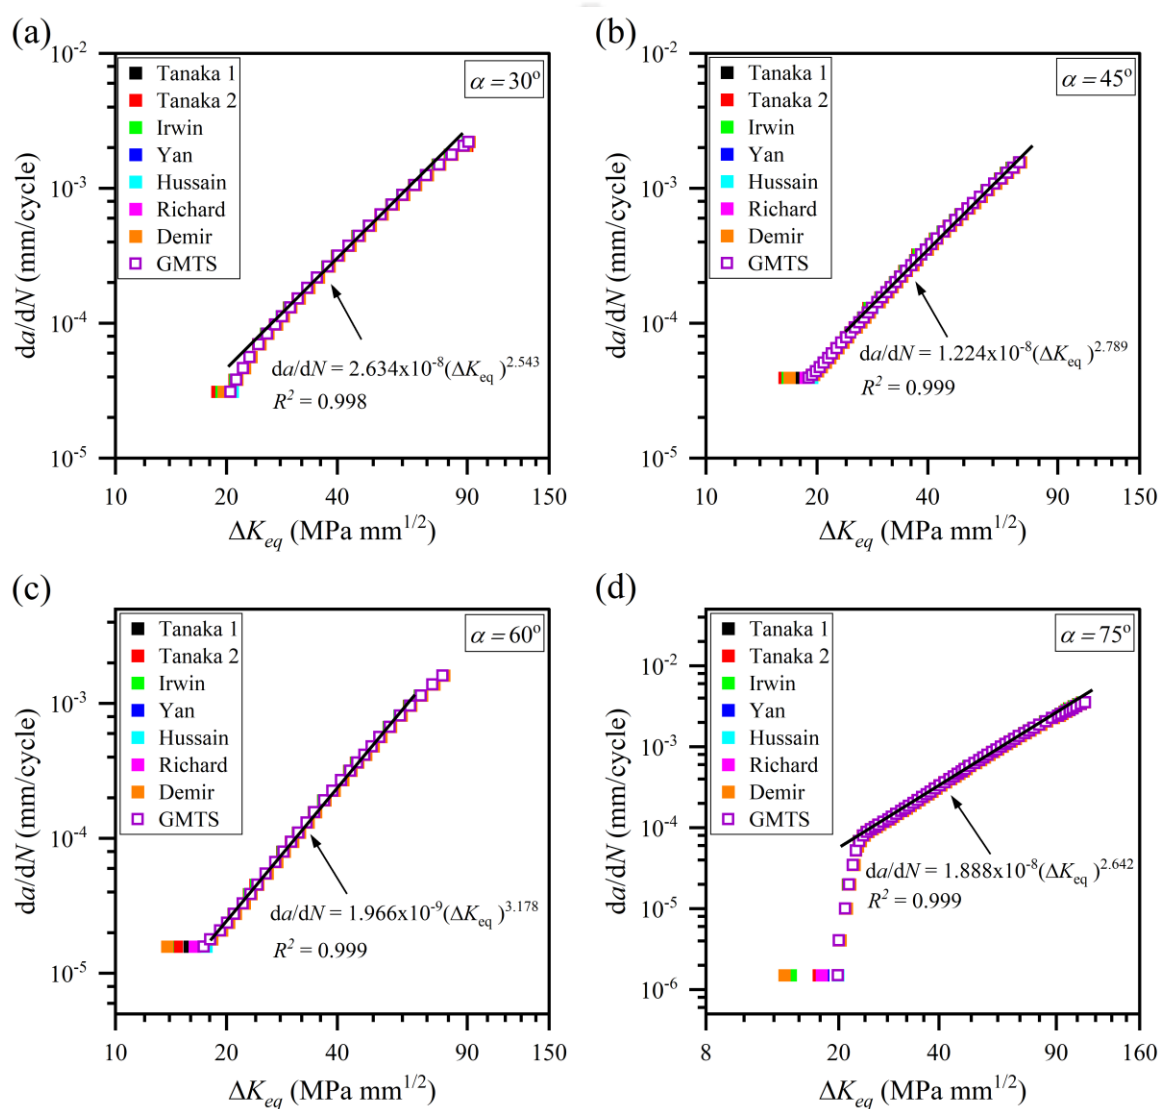 (a)
10⁻²
10⁻³
10⁻⁴
10⁻⁵
da/dN (mm/cycle)
Tanaka 1
Tanaka 2
Irwin
Yan
Hussain
Richard
Demir
GMTS
α = 30º
da/dN = 2.634x10⁻⁸(ΔK_eq)^2.543
R² = 0.998
10 20 40 90 150
ΔK_eq (MPa mm^1/2)
(b)
10⁻²
10⁻³
10⁻⁴
10⁻⁵
da/dN (mm/cycle)
Tanaka 1
Tanaka 2
Irwin
Yan
Hussain
Richard
Demir
GMTS
α = 45º
da/dN = 1.224x10⁻⁸(ΔK_eq)^2.789
R² = 0.999
10 20 40 90 150
ΔK_eq (MPa mm^1/2)
(c)
10⁻³
10⁻⁴
10⁻⁵
da/dN (mm/cycle)
Tanaka 1
Tanaka 2
Irwin
Yan
Hussain
Richard
Demir
GMTS
α = 60º
da/dN = 1.966x10⁻⁹(ΔK_eq)^3.178
R² = 0.999
10 20 40 90 150
ΔK_eq (MPa mm^1/2)
(d)
10⁻²
10⁻³
10⁻⁴
10⁻⁵
10⁻⁶
da/dN (mm/cycle)
Tanaka 1
Tanaka 2
Irwin
Yan
Hussain
Richard
Demir
GMTS
α = 75º
da/dN = 1.888x10⁻⁸(ΔK_eq)^2.642
R² = 0.999
8 20 40 90 160
ΔK_eq (MPa mm^1/2)